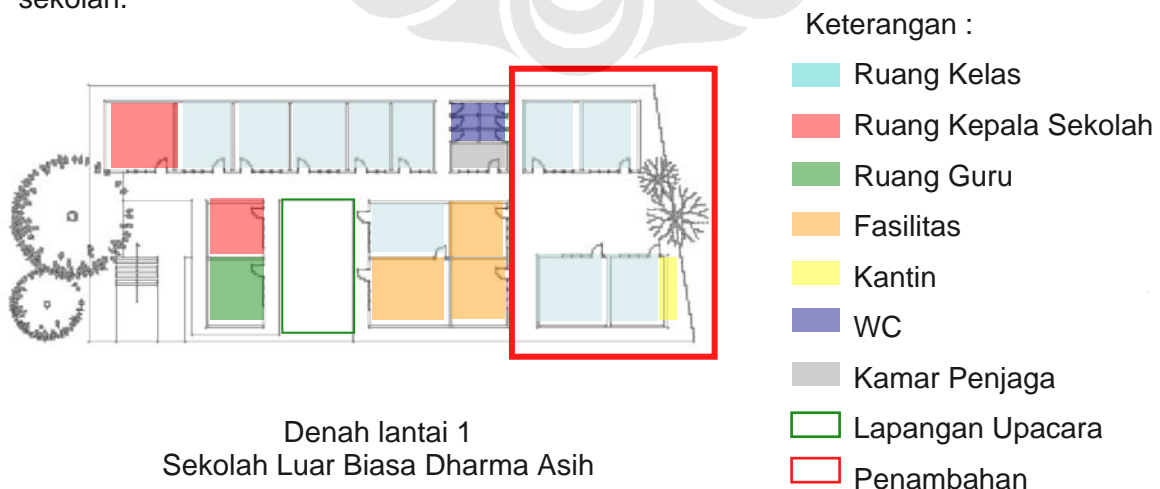 sekolah.
Keterangan :
Ruang Kelas
Ruang Kepala Sekolah
Ruang Guru
Fasilitas
Kantin
WC
Kamar Penjaga
Lapangan Upacara
Penambahan
Denah lantai 1
Sekolah Luar Biasa Dharma Asih